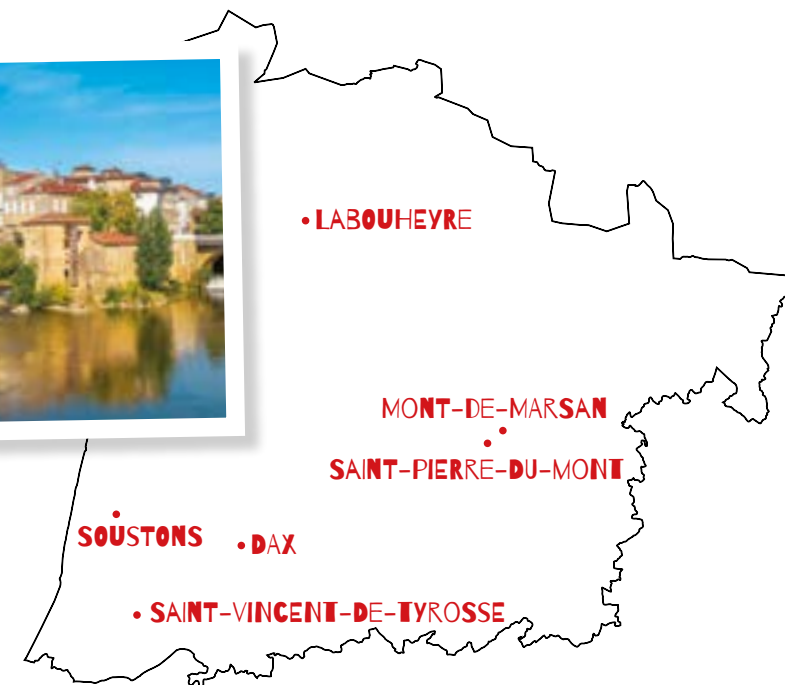 LABOUHEYRE
MONT-DE-MARSAN
SAINT-PIERRE-DU-MONT
SOUSTONS
DAX
SAINT-VINCENT-DE-TYROSSE